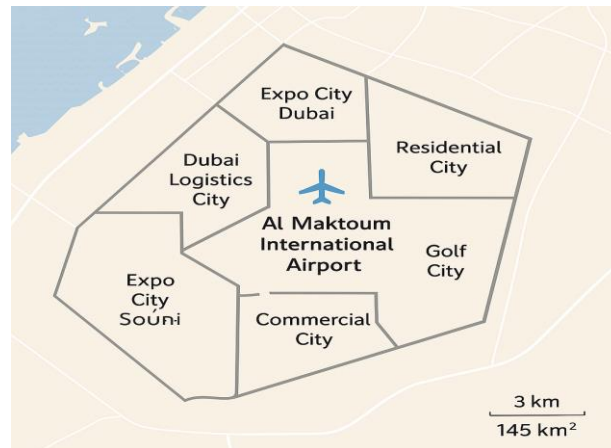 Expo City
Dubai
Residential
City
Dubai
Logistics
City
Al Maktoum
International
Airport
Golf
City
Expo
City
Soúni
Commercial
City
3 km
145 km²